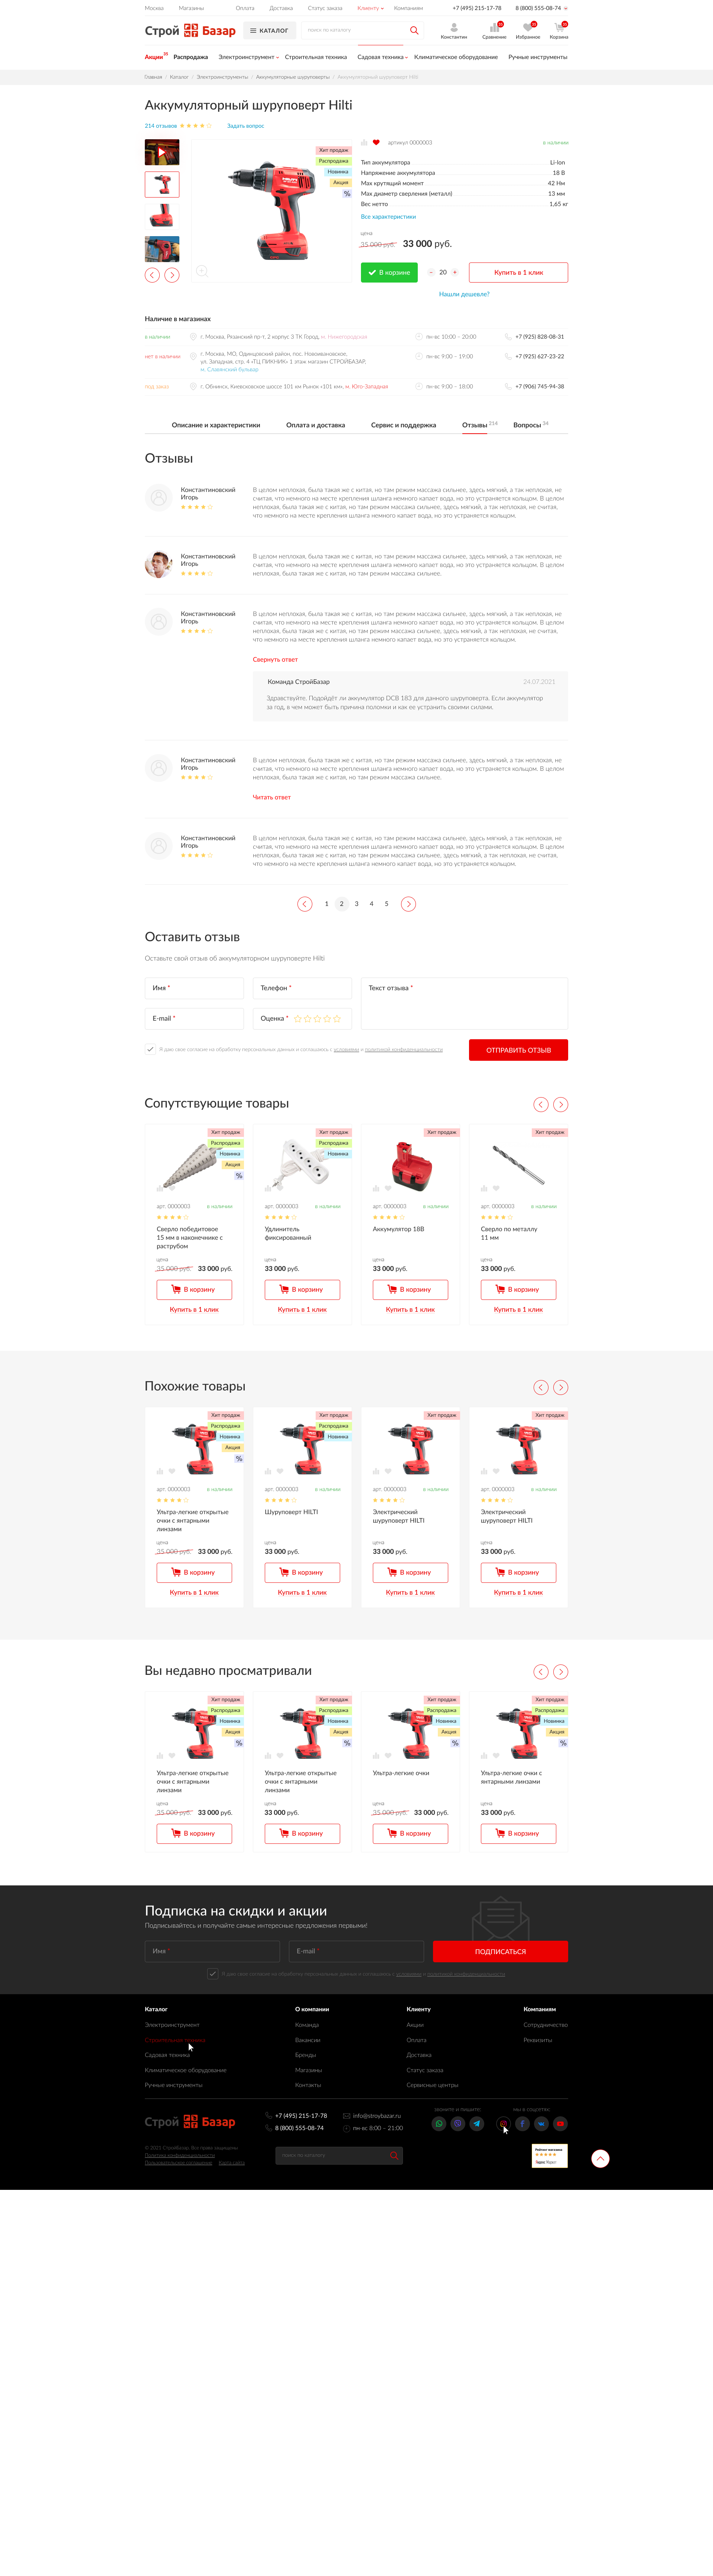 Москва Магазины Оплата Доставка Статус заказа Клиенту Компаниям +7 (495) 215-17-78 8 (800) 555-08-74
Строй Базар КАТАЛОГ поиск по каталогу Константин Сравнение Избранное Корзина
Акции Распродажа Электроинструмент Строительная техника Садовая техника Климатическое оборудование Ручные инструменты
Главная / Каталог / Электроинструменты / Аккумуляторные шуруповерты / Аккумуляторный шуруповерт Hilti
Аккумуляторный шуруповерт Hilti
214 отзывов Задать вопрос
Хит продаж
Распродажа
Новинка
Акция
%
артикул 0000003 в наличии
Тип аккумулятора Li-Ion
Напряжение аккумулятора 18 В
Мах крутящий момент 42 Нм
Мах диаметр сверления (металл) 13 мм
Вес нетто 1,65 кг
Все характеристики
цена
35 000 руб. 33 000 руб.
В корзине - 20 + Купить в 1 клик
Нашли дешевле?
Наличие в магазинах
в наличии г. Москва, Рязанский пр-т, 2 корпус 3 ТК Город, м. Нижегородская пн-вс 10:00 – 20:00 +7 (925) 828-08-31
нет в наличии г. Москва, МО, Одинцовский район, пос. Новоивановское,
ул. Западная, стр. 4 «ТЦ ПИКНИК» 1 этаж магазин СТРОЙБАЗАР,
м. Славянский бульвар
пн-вс 9:00 – 19:00 +7 (925) 627-23-22
под заказ г. Обнинск, Киевсковское шоссе 101 км Рынок «101 км», м. Юго-Западная пн-вс 9:00 – 18:00 +7 (906) 745-94-38
Описание и характеристики Оплата и доставка Сервис и поддержка Отзывы 214 Вопросы 34
Отзывы
Константиновский
Игорь
В целом неплохая, была такая же с китая, но там режим массажа сильнее, здесь мягкий, а так неплохая, не
считая, что немного на месте крепления шланга немного капает вода, но это устраняется кольцом. В целом
неплохая, была такая же с китая, но там режим массажа сильнее, здесь мягкий, а так неплохая, не считая,
что немного на месте крепления шланга немного капает вода, но это устраняется кольцом.
Константиновский
Игорь
В целом неплохая, была такая же с китая, но там режим массажа сильнее, здесь мягкий, а так неплохая, не
считая, что немного на месте крепления шланга немного капает вода, но это устраняется кольцом. В целом
неплохая, была такая же с китая, но там режим массажа сильнее.
Константиновский
Игорь
В целом неплохая, была такая же с китая, но там режим массажа сильнее, здесь мягкий, а так неплохая, не
считая, что немного на месте крепления шланга немного капает вода, но это устраняется кольцом. В целом
неплохая, была такая же с китая, но там режим массажа сильнее, здесь мягкий, а так неплохая, не считая,
что немного на месте крепления шланга немного капает вода, но это устраняется кольцом.
Свернуть ответ
Команда СтройБазар 24.07.2021
Здравствуйте. Подойдёт ли аккумулятор DCB 183 для данного шуруповерта. Если аккумулятор
за год, в чем может быть причина поломки и как ее устранить своими силами.
Константиновский
Игорь
В целом неплохая, была такая же с китая, но там режим массажа сильнее, здесь мягкий, а так неплохая, не
считая, что немного на месте крепления шланга немного капает вода, но это устраняется кольцом. В целом
неплохая, была такая же с китая, но там режим массажа сильнее.
Читать ответ
Константиновский
Игорь
В целом неплохая, была такая же с китая, но там режим массажа сильнее, здесь мягкий, а так неплохая, не
считая, что немного на месте крепления шланга немного капает вода, но это устраняется кольцом. В целом
неплохая, была такая же с китая, но там режим массажа сильнее, здесь мягкий, а так неплохая, не считая,
что немного на месте крепления шланга немного капает вода, но это устраняется кольцом.
1 2 3 4 5
Оставить отзыв
Оставьте свой отзыв об аккумуляторном шуруповерте Hilti
Имя * Телефон * Текст отзыва *
E-mail * Оценка *
Я даю свое согласие на обработку персональных данных и соглашаюсь с условиями и политикой конфиденциальности ОТПРАВИТЬ ОТЗЫВ
Сопутствующие товары
Хит продаж Хит продаж Хит продаж Хит продаж
Распродажа Распродажа
Новинка Новинка
Акция
%
арт. 0000003 в наличии арт. 0000003 в наличии арт. 0000003 в наличии арт. 0000003 в наличии
Сверло победитовое Удлинитель Аккумулятор 18В Сверло по металлу
15 мм в наконечнике с фиксированный 11 мм
раструбом
цена цена цена цена
35 000 руб. 33 000 руб. 33 000 руб. 33 000 руб. 33 000 руб.
В корзину В корзину В корзину В корзину
Купить в 1 клик Купить в 1 клик Купить в 1 клик Купить в 1 клик
Похожие товары
Хит продаж Хит продаж Хит продаж Хит продаж
Распродажа Распродажа
Новинка Новинка
Акция
%
арт. 0000003 в наличии арт. 0000003 в наличии арт. 0000003 в наличии арт. 0000003 в наличии
Ультра-легкие открытые Шуруповерт HILTI Электрический Электрический
очки с янтарными шуруповерт HILTI шуруповерт HILTI
линзами
цена цена цена цена
35 000 руб. 33 000 руб. 33 000 руб. 33 000 руб. 33 000 руб.
В корзину В корзину В корзину В корзину
Купить в 1 клик Купить в 1 клик Купить в 1 клик Купить в 1 клик
Вы недавно просматривали
Хит продаж Хит продаж Хит продаж Хит продаж
Распродажа Распродажа Распродажа Распродажа
Новинка Новинка Новинка Новинка
Акция Акция Акция Акция
% % % %
Ультра-легкие открытые Ультра-легкие открытые Ультра-легкие очки Ультра-легкие очки с
очки с янтарными очки с янтарными янтарными линзами
линзами линзами
цена цена цена цена
35 000 руб. 33 000 руб. 33 000 руб. 35 000 руб. 33 000 руб. 33 000 руб.
В корзину В корзину В корзину В корзину
Подписка на скидки и акции
Подписывайтесь и получайте самые интересные предложения первыми!
Имя * E-mail * ПОДПИСАТЬСЯ
Я даю свое согласие на обработку персональных данных и соглашаюсь с условиями и политикой конфиденциальности
Каталог О компании Клиенту Компаниям
Электроинструмент Команда Акции Сотрудничество
Строительная техника Вакансии Оплата Реквизиты
Садовая техника Бренды Доставка
Климатическое оборудование Магазины Статус заказа
Ручные инструменты Контакты Сервисные центры
Строй Базар +7 (495) 215-17-78 info@stroybazar.ru звоните и пишите: мы в соцсетях:
8 (800) 555-08-74 пн-вс 8:00 – 21:00
© 2021 СтройБазар. Все права защищены.
Политика конфиденциальности
Пользовательское соглашение Карта сайта
поиск по каталогу
Рейтинг магазина
Яндекс Маркет